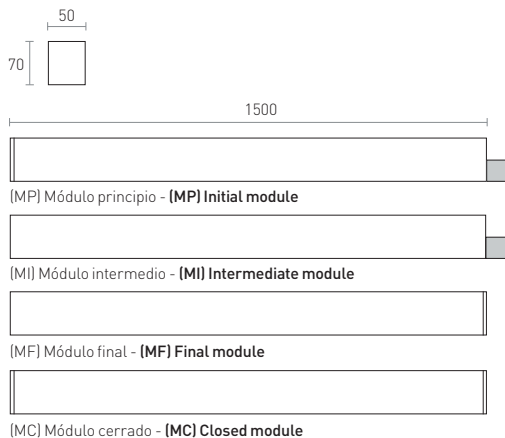 50
70
1500
(MP) Módulo principio - (MP) Initial module
(MI) Módulo intermedio - (MI) Intermediate module
(MF) Módulo final - (MF) Final module
(MC) Módulo cerrado - (MC) Closed module